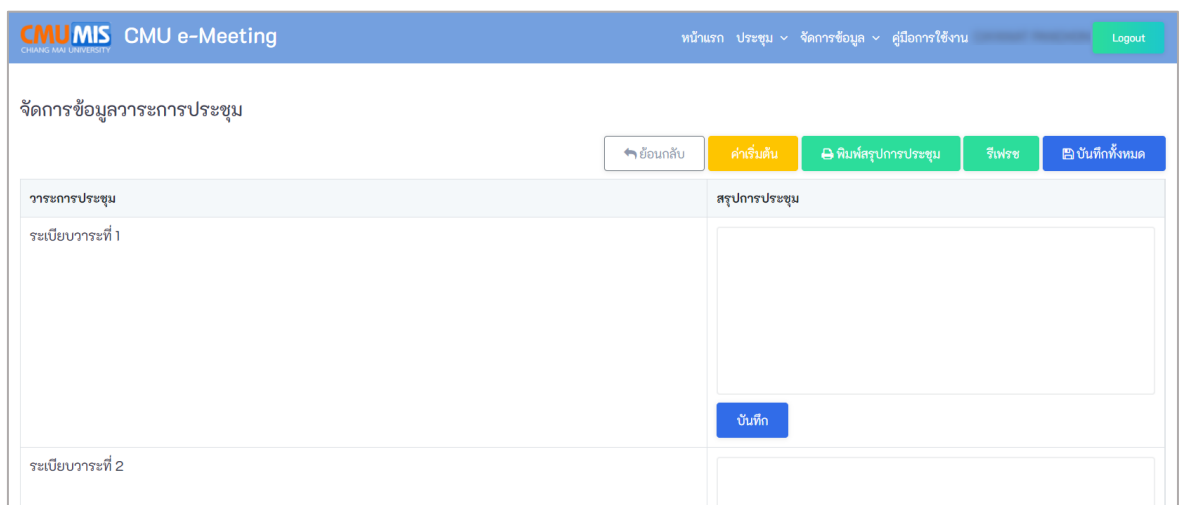 CMU MIS CMU e-Meeting
CHIANG MAI UNIVERSITY
หน้าแรก ประชุม จัดการข้อมูล คู่มือการใช้งาน Logout
จัดการข้อมูลวาระการประชุม
ย้อนกลับ ค่าเริ่มต้น พิมพ์สรุปการประชุม รีเฟรช บันทึกทั้งหมด
วาระการประชุม สรุปการประชุม
ระเบียบวาระที่ 1
บันทึก
ระเบียบวาระที่ 2